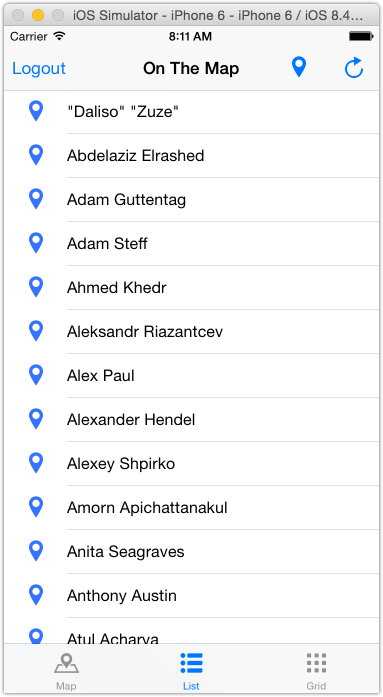 iOS Simulator - iPhone 6 - iPhone 6 / iOS 8.4...
Carrier 8:11 AM
Logout On The Map
"Daliso" "Zuze"
Abdelaziz Elrashed
Adam Guttentag
Adam Steff
Ahmed Khedr
Aleksandr Riazantcev
Alex Paul
Alexander Hendel
Alexey Shpirko
Amorn Apichattanakul
Anita Seagraves
Anthony Austin
Atul Acharya
Map List Grid